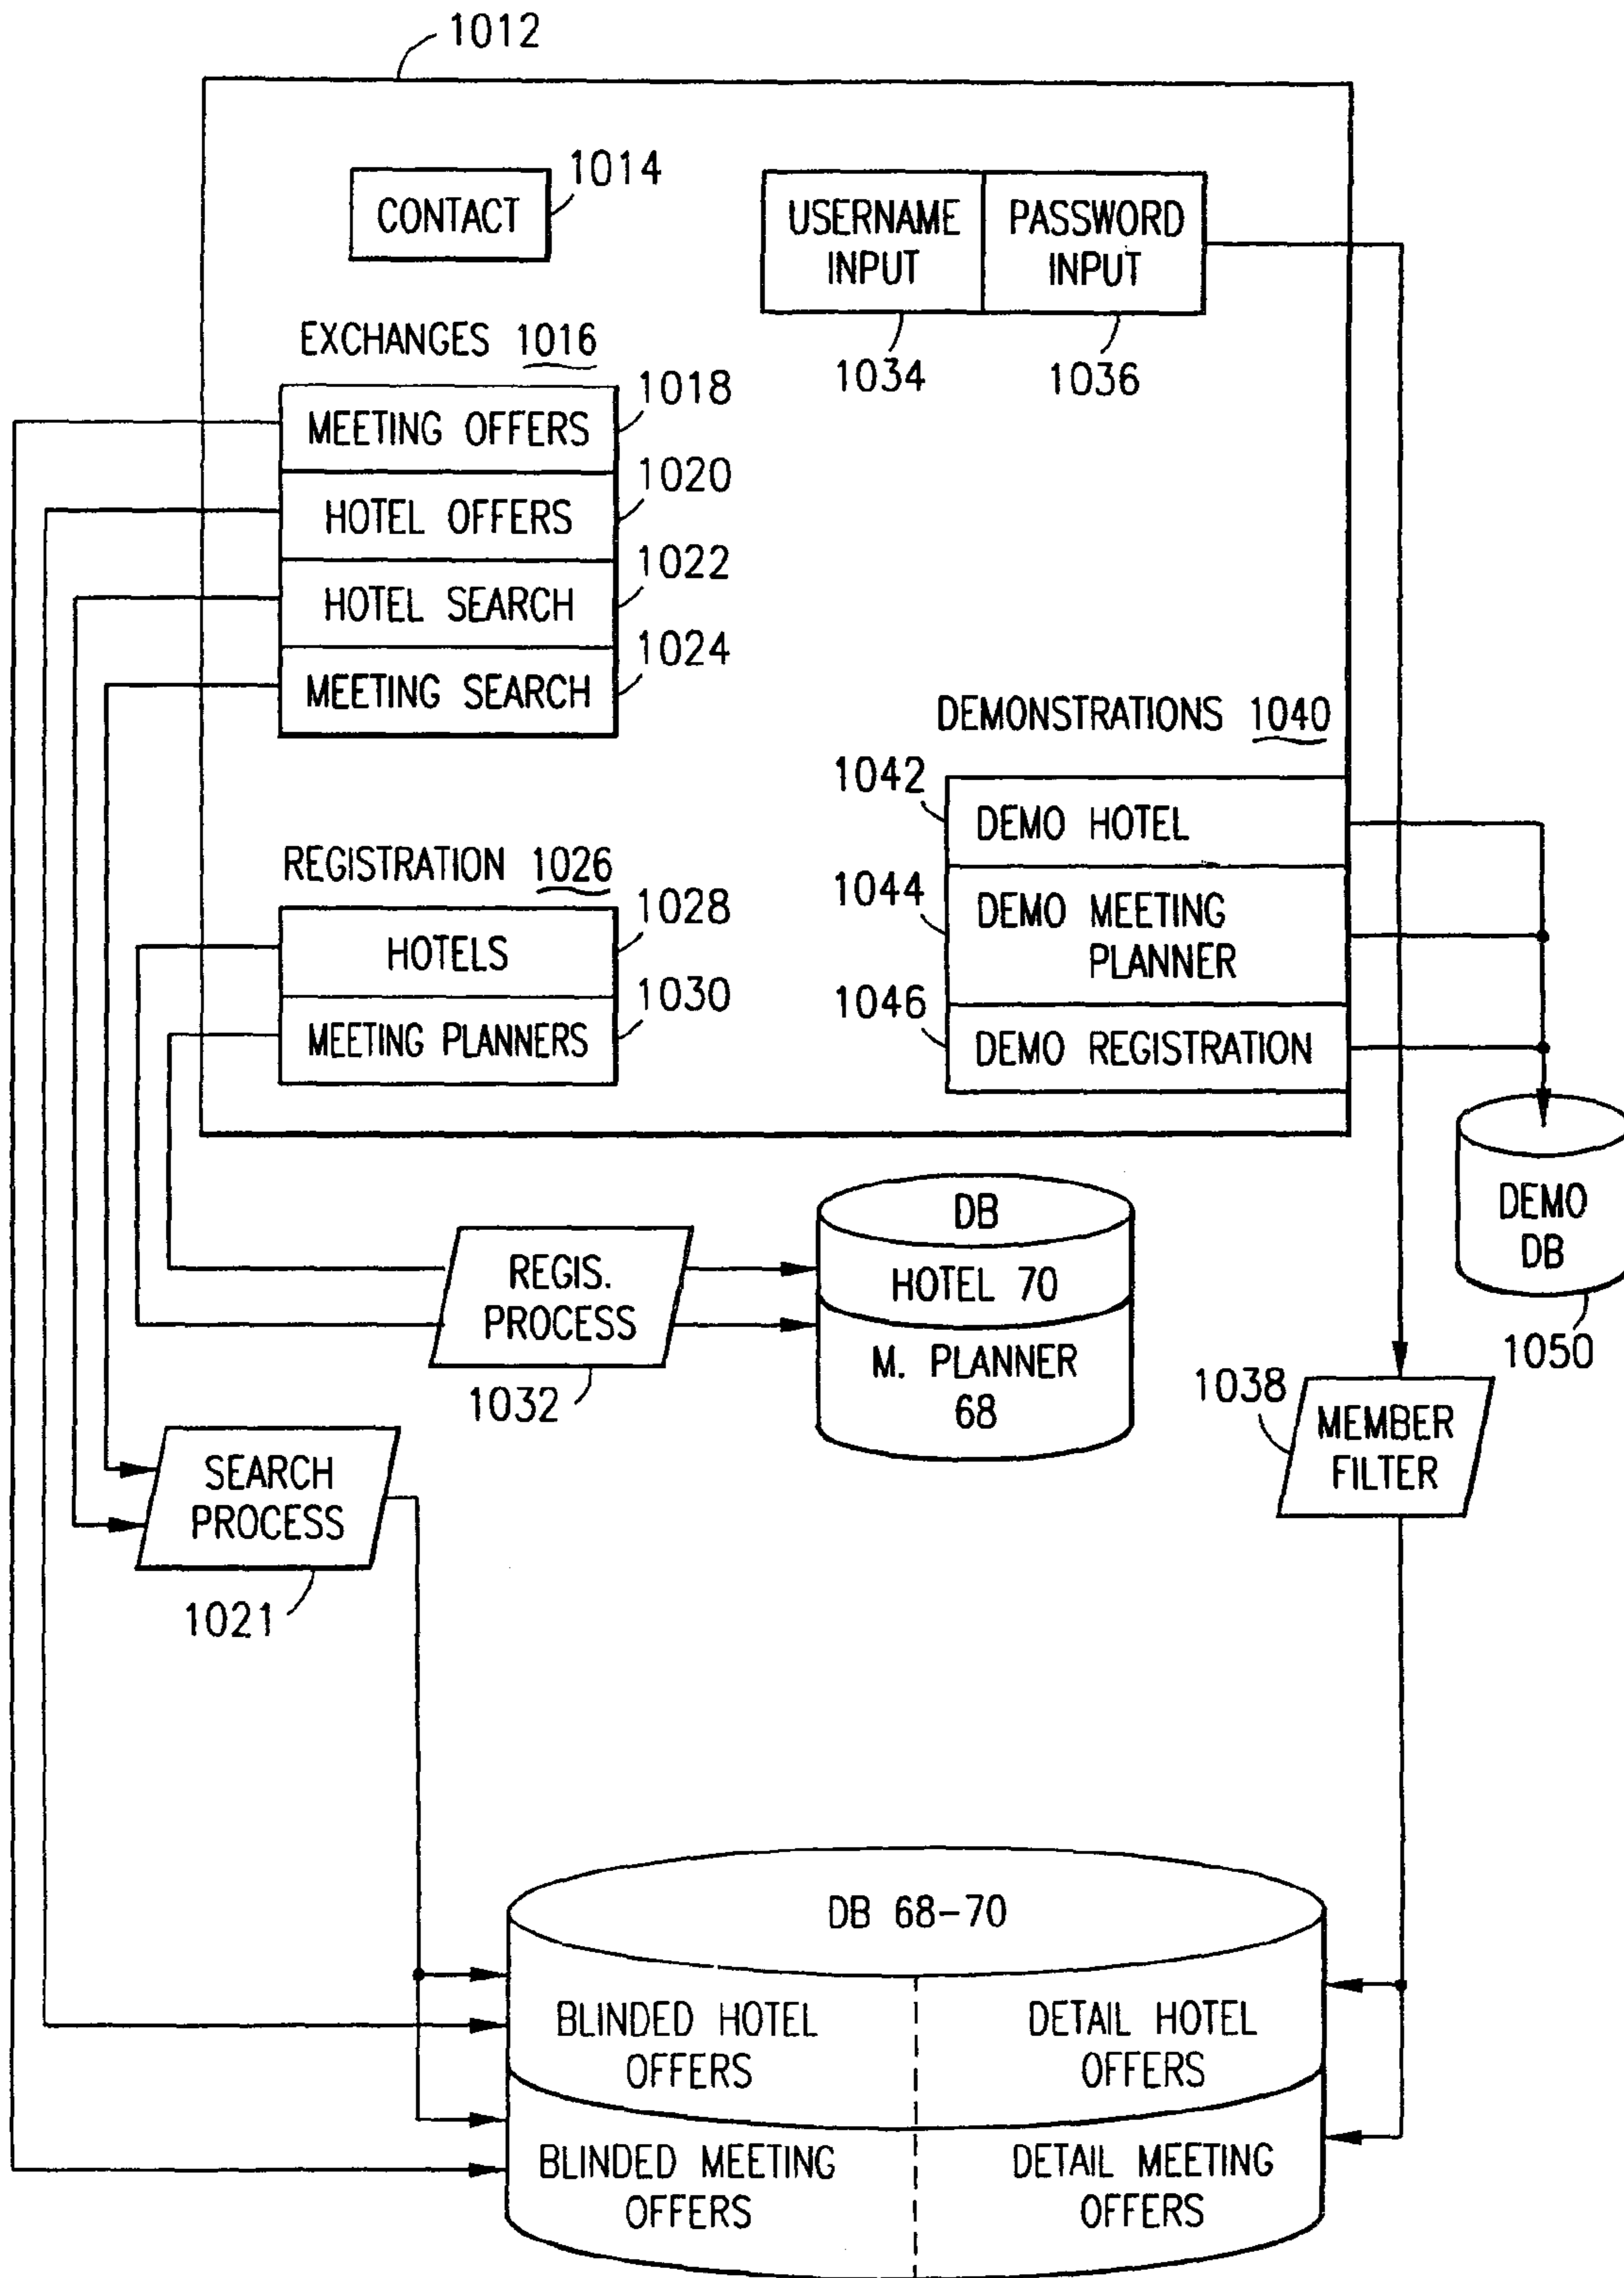 1012
CONTACT
1014
USERNAME
INPUT
PASSWORD
INPUT
1034
1036
EXCHANGES 1016
MEETING OFFERS
1018
HOTEL OFFERS
1020
HOTEL SEARCH
1022
MEETING SEARCH
1024
DEMONSTRATIONS 1040
1042
DEMO HOTEL
1044
DEMO MEETING
PLANNER
1046
DEMO REGISTRATION
REGISTRATION 1026
HOTELS
1028
MEETING PLANNERS
1030
DEMO
DB
1050
REGIS.
PROCESS
1032
DB
HOTEL 70
M. PLANNER
68
1038
MEMBER
FILTER
SEARCH
PROCESS
1021
DB 68-70
BLINDED HOTEL
OFFERS
DETAIL HOTEL
OFFERS
BLINDED MEETING
OFFERS
DETAIL MEETING
OFFERS